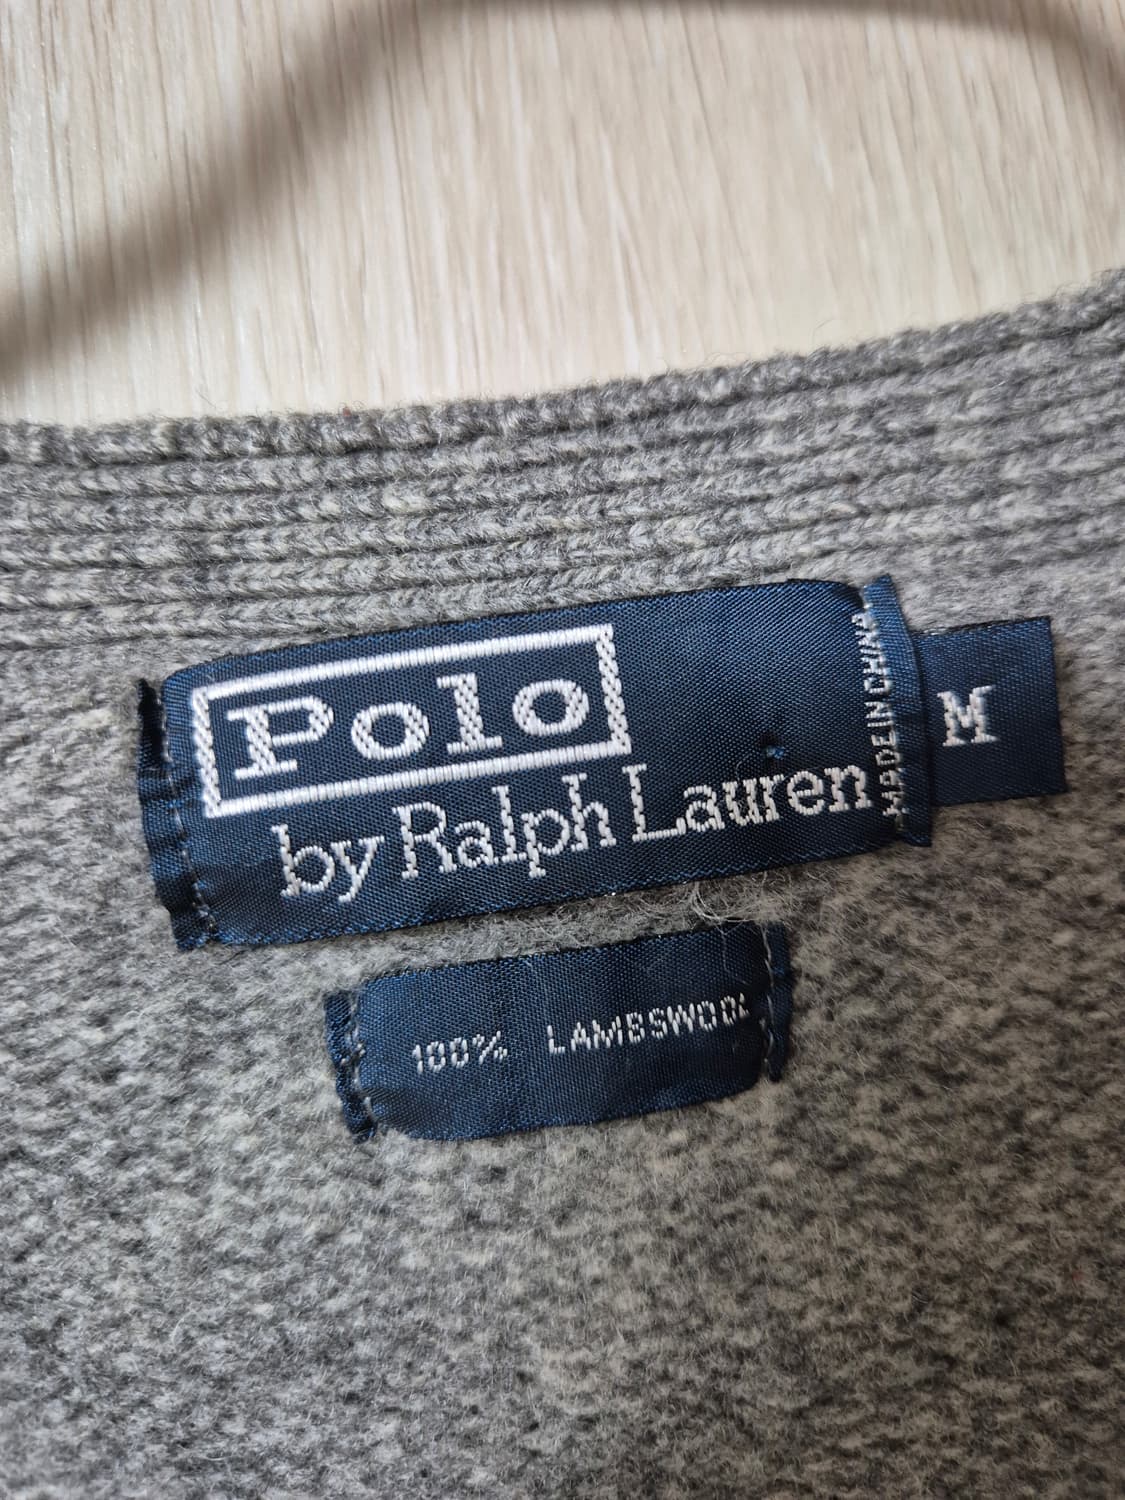 Polo
by Ralph Lauren
MADE IN CHINA
M
100% LAMBSWOOL